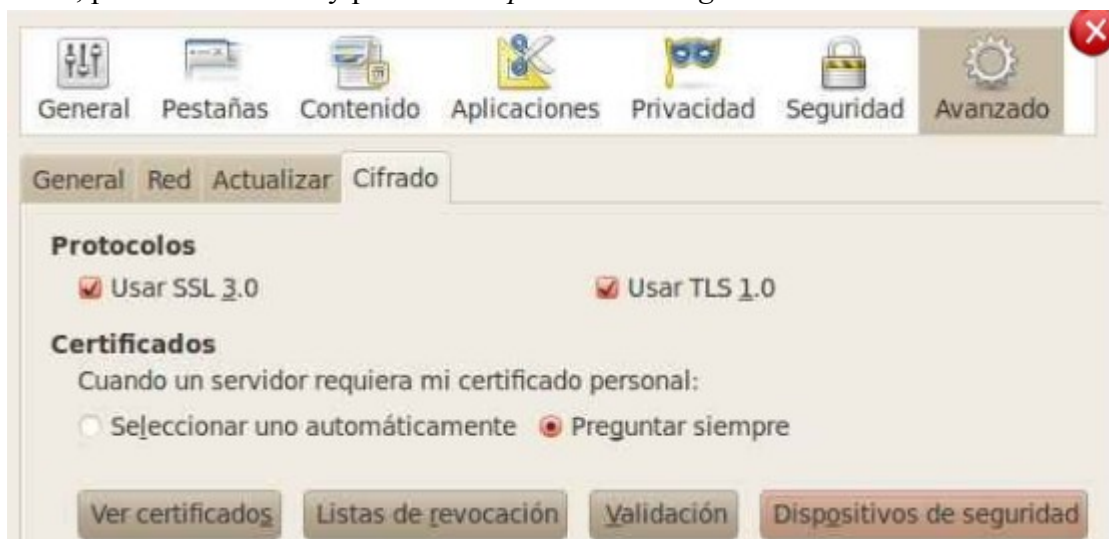 General Pestañas Contenido Aplicaciones Privacidad Seguridad Avanzado
General Red Actualizar Cifrado
Protocolos
Usar SSL 3.0 Usar TLS 1.0
Certificados
Cuando un servidor requiera mi certificado personal:
Seleccionar uno automáticamente Preguntar siempre
Ver certificados Listas de revocación Validación Dispositivos de seguridad